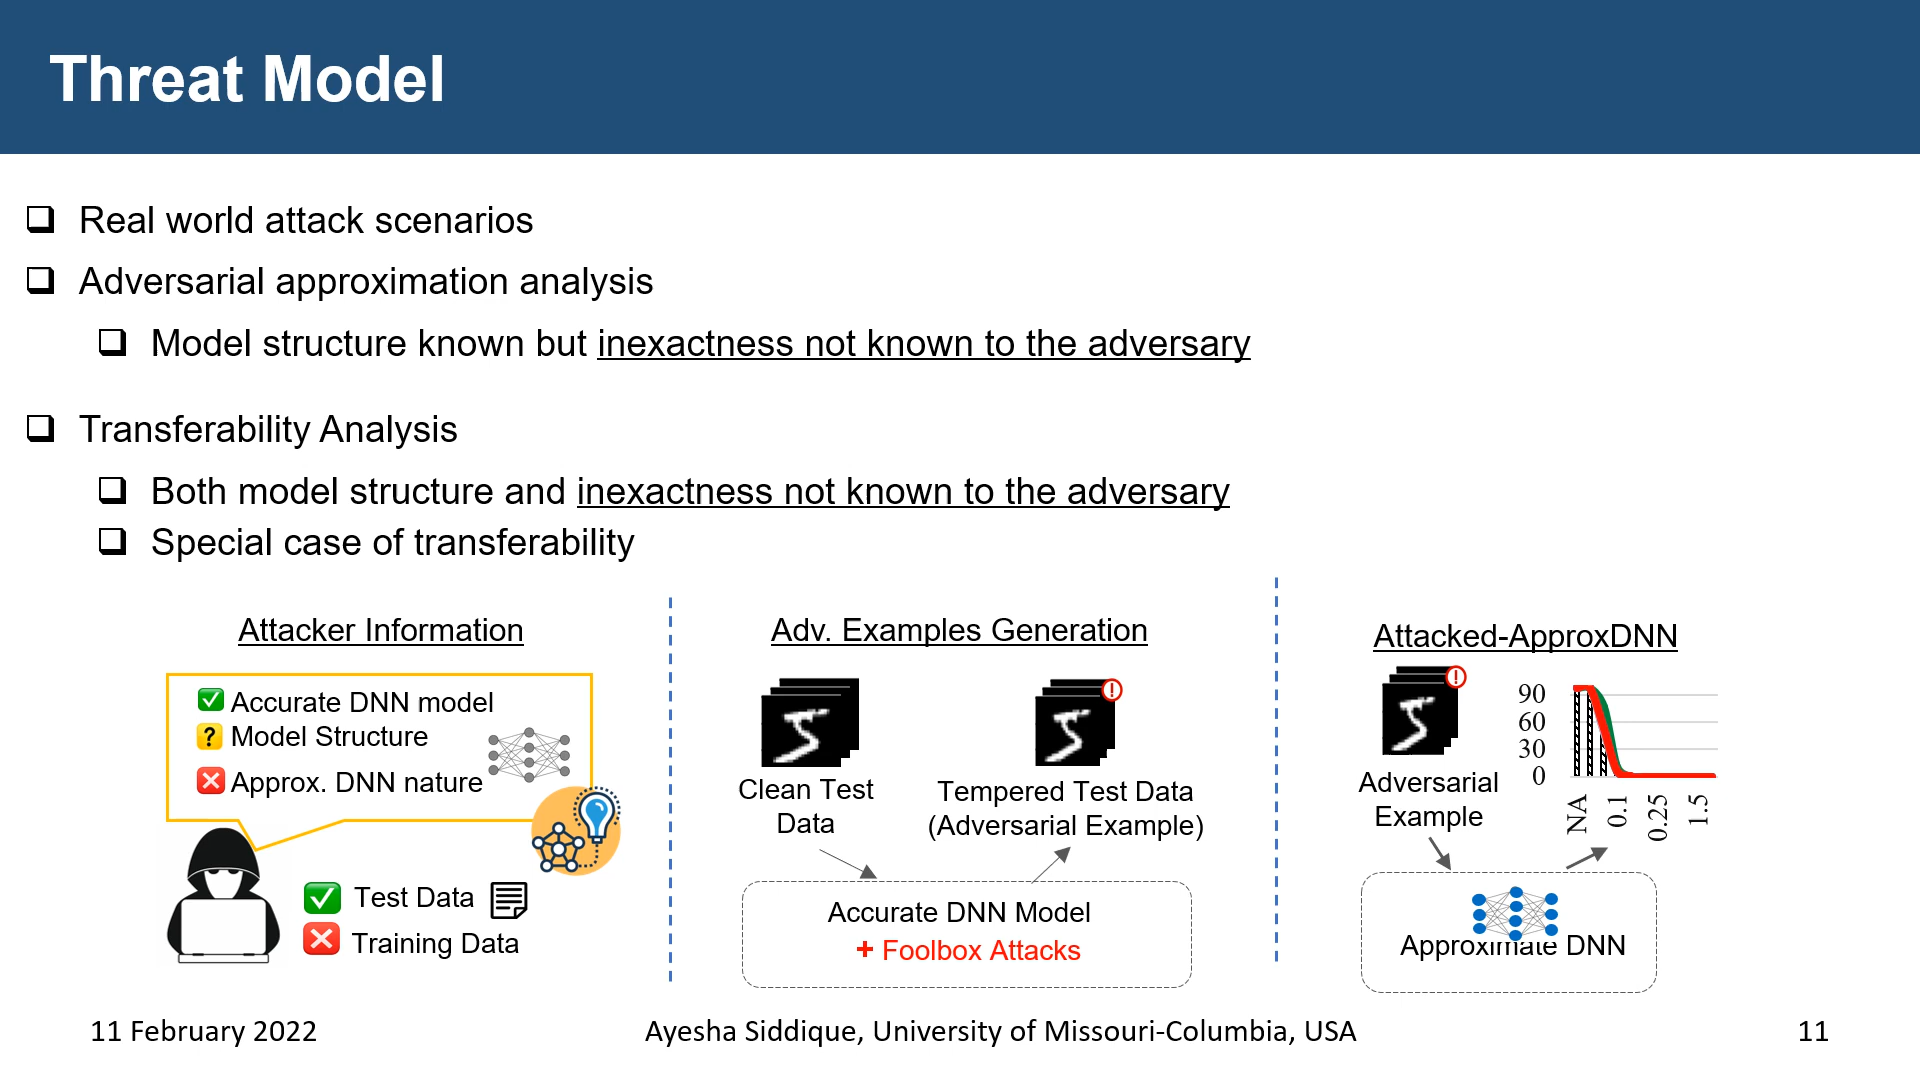 Threat Model
Real world attack scenarios
Adversarial approximation analysis
Model structure known but inexactness not known to the adversary
Transferability Analysis
Both model structure and inexactness not known to the adversary
Special case of transferability
Attacker Information
Accurate DNN model
? Model Structure
Approx. DNN nature
Test Data
Training Data
Adv. Examples Generation
Clean Test
Data
!
Tempered Test Data
(Adversarial Example)
Accurate DNN Model
+ Foolbox Attacks
Attacked-ApproxDNN
!
Adversarial
Example
90
60
30
0
NA
0.1
0.25
1.5
Approximate DNN
11 February 2022
Ayesha Siddique, University of Missouri-Columbia, USA
11